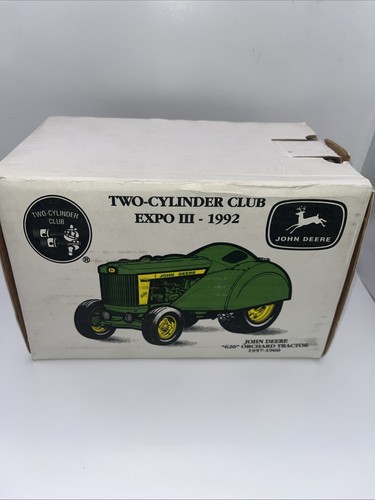 TWO-CYLINDER CLUB
EXPO III - 1992
TWO-CYLINDER
CLUB
®
JOHN DEERE
JOHN DEERE
JOHN DEERE
"620" ORCHARD TRACTOR
1957-1960